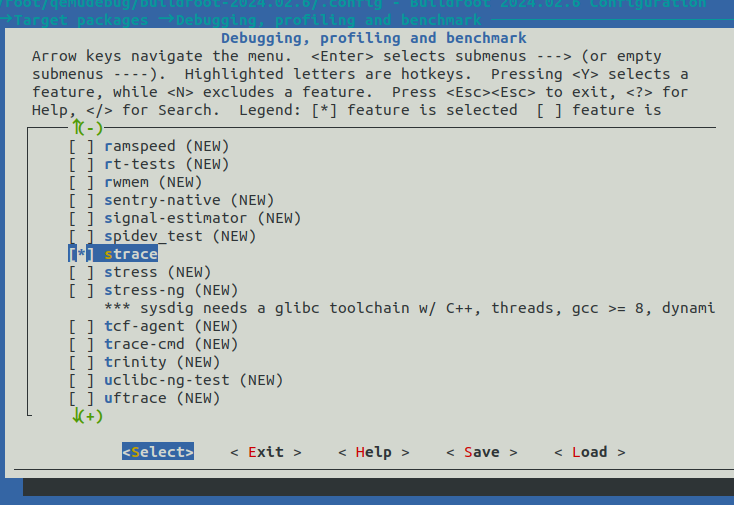 /root/qemudebug/buildroot-2024.02.6/.config - Buildroot 2024.02.6 Configuration
→Target packages →Debugging, profiling and benchmark
Debugging, profiling and benchmark
Arrow keys navigate the menu.  <Enter> selects submenus ---> (or empty
submenus ----).  Highlighted letters are hotkeys.  Pressing <Y> selects a
feature, while <N> excludes a feature.  Press <Esc><Esc> to exit, <?> for
Help, </> for Search.  Legend: [*] feature is selected  [ ] feature is
↑(-)
[ ] ramspeed (NEW)
[ ] rt-tests (NEW)
[ ] rwmem (NEW)
[ ] sentry-native (NEW)
[ ] signal-estimator (NEW)
[ ] spidev_test (NEW)
[*] strace
[ ] stress (NEW)
[ ] stress-ng (NEW)
*** sysdig needs a glibc toolchain w/ C++, threads, gcc >= 8, dynami
[ ] tcf-agent (NEW)
[ ] trace-cmd (NEW)
[ ] trinity (NEW)
[ ] uclibc-ng-test (NEW)
[ ] uftrace (NEW)
↓(+)
<Select>    < Exit >    < Help >    < Save >    < Load >